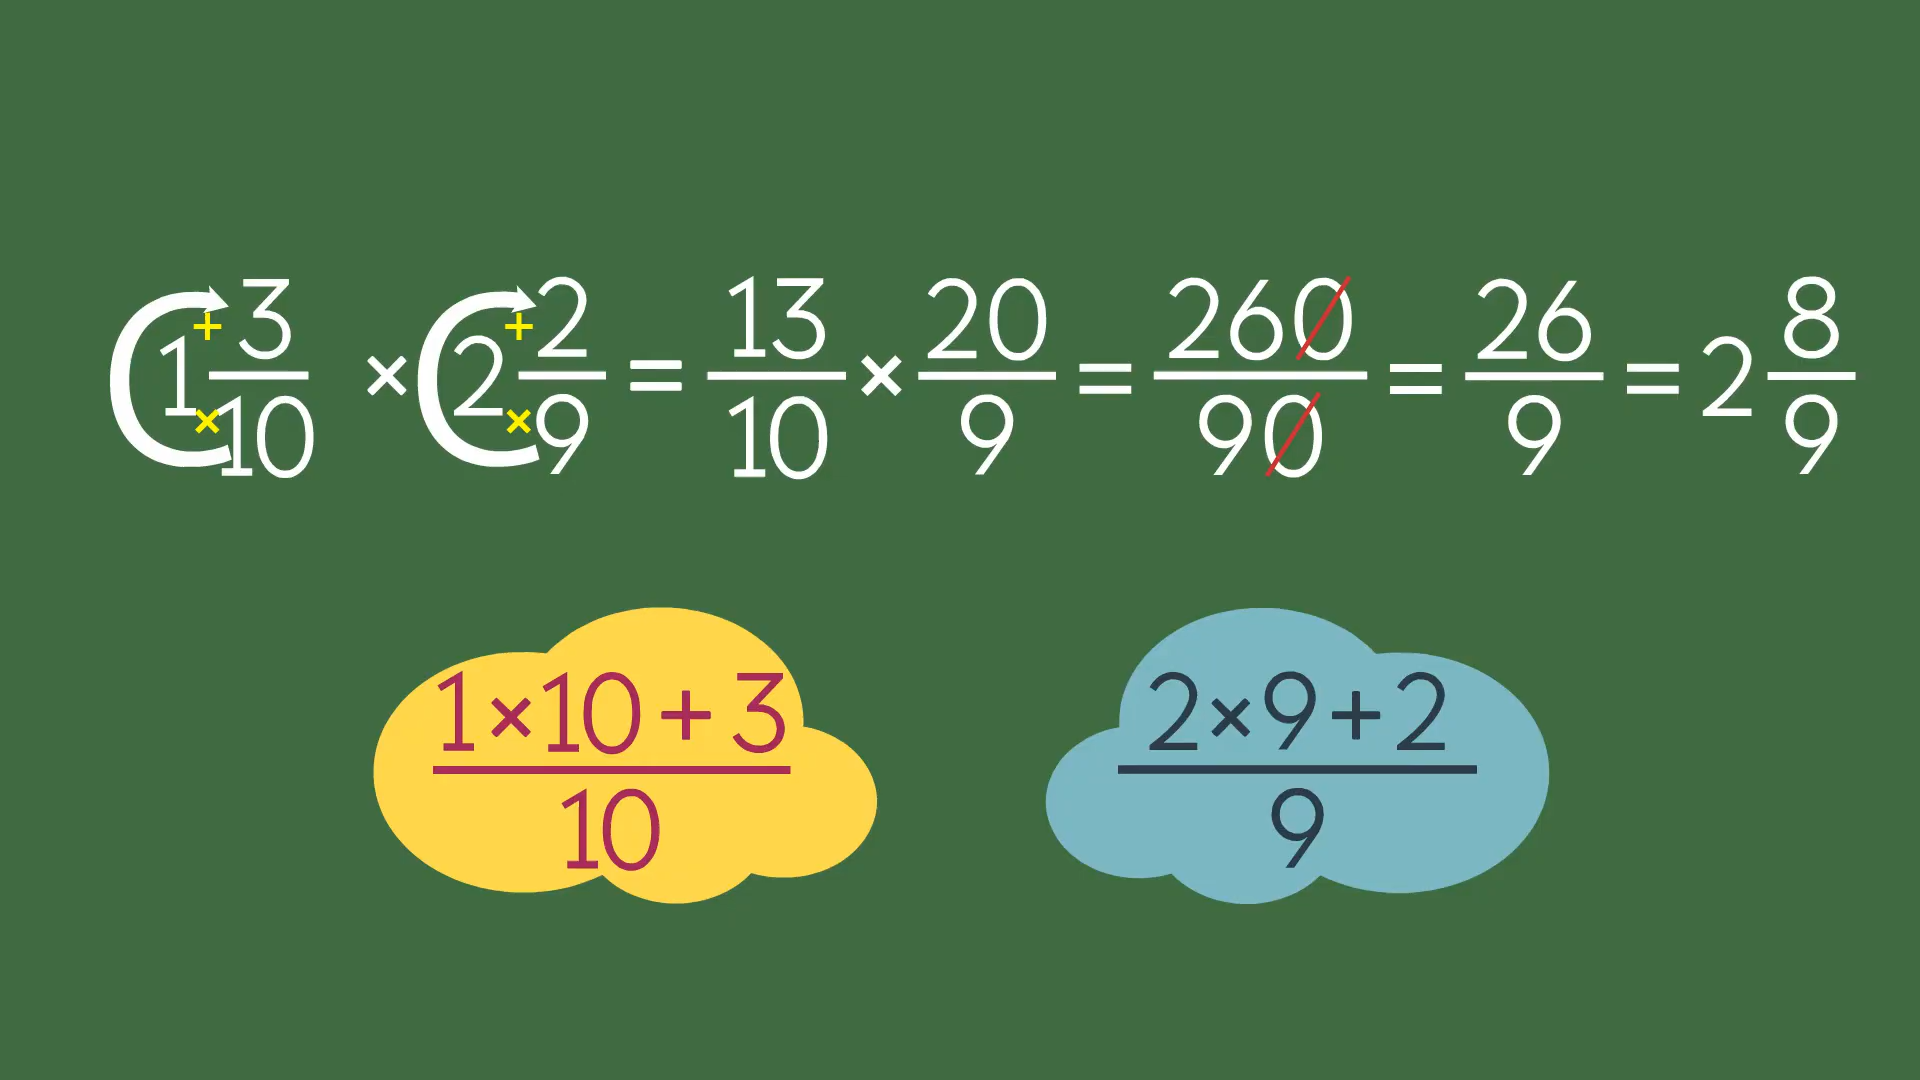 1 3/10 × 2 2/9 = 13/10 × 20/9 = 260/90 = 26/9 = 2 8/9
+ × + ×
1×10+3/10
2×9+2/9